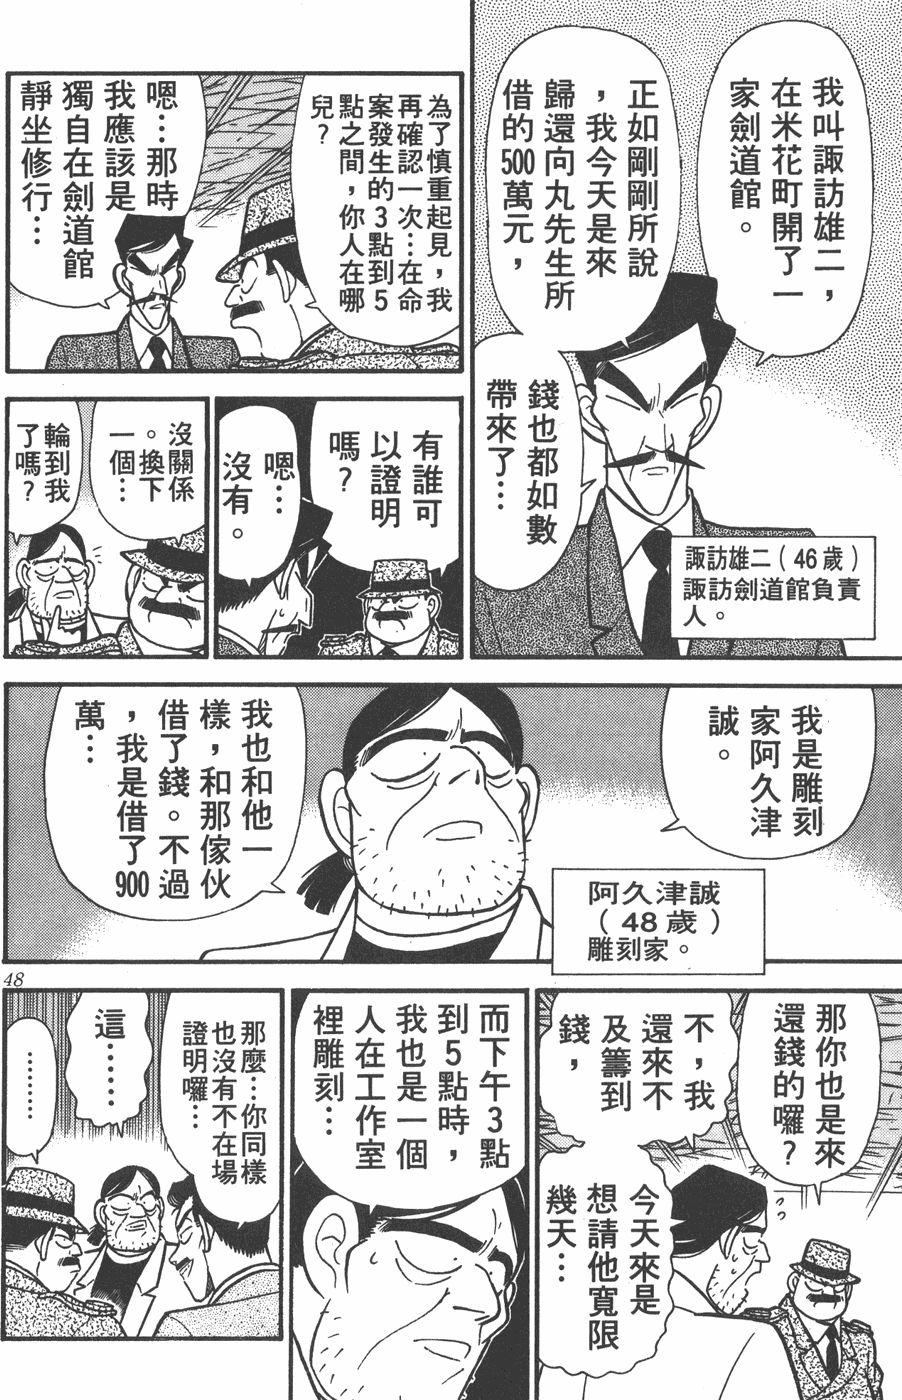 我叫諏訪雄二，
在米花町開了一
家劍道館。
正如剛剛所說
，我今天是來
歸還向丸先生所
借的500萬元，
錢也都如數
帶來了…
諏訪雄二（46歲）
諏訪劍道館負責
人。
為了慎重起見，我
再確認一次…在命
案發生的3點到5
點之間，你人在哪
兒？
嗯…那時
我應該是
獨自在劍道館
靜坐修行…
有誰可
以證明
嗎？
嗯…
沒有。
沒關係
。換下
一個…
輪到我
了嗎？
我是雕刻
家阿久津
誠。
阿久津誠
（48歲）
雕刻家。
我也和他一
樣，和那傢伙
借了錢。不過
，我是借了900
萬…
那你也是來
還錢的囉？
不，我
還來不
及籌到
錢，
今天來是
想請他寬限
幾天…
而下午3點
到5點時，
我也是一個
人在工作室
裡雕刻…
那麼…你同樣
也沒有不在場
證明囉…
這……
………
48